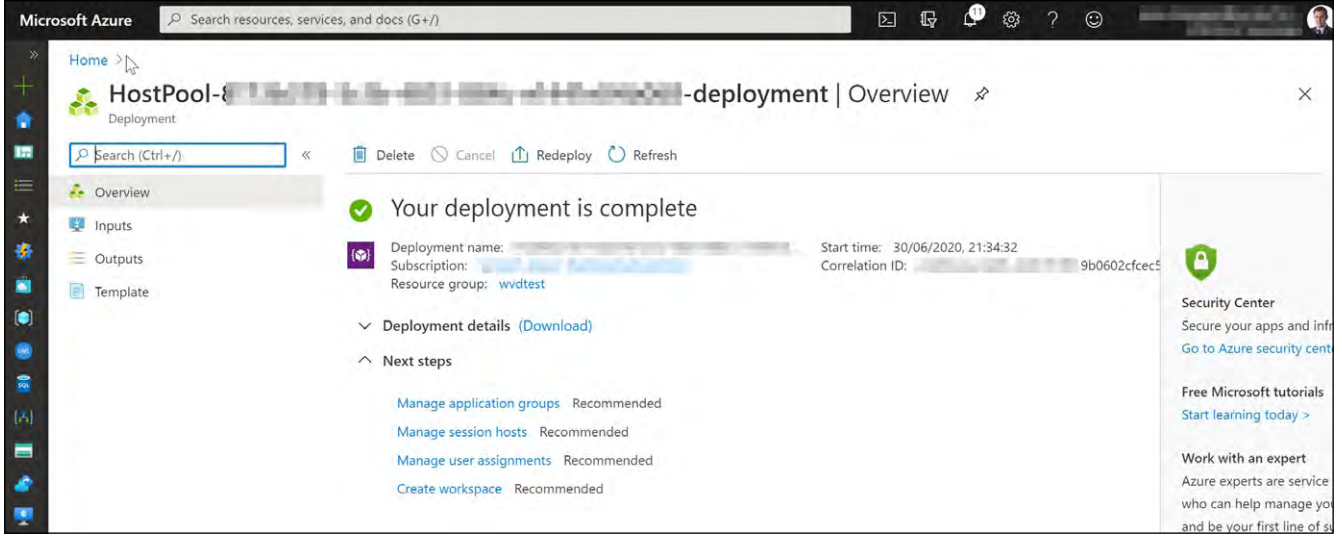 Microsoft Azure
Search resources, services, and docs (G+/)
11
Home >
HostPool-8 -deployment | Overview
Deployment
Search (Ctrl+/)
«
Delete Cancel Redeploy Refresh
Overview
Inputs
Outputs
Template
Your deployment is complete
Deployment name:
Subscription:
Resource group: wvdtest
Start time: 30/06/2020, 21:34:32
Correlation ID: 9b0602cfcec5
Deployment details (Download)
Next steps
Manage application groups Recommended
Manage session hosts Recommended
Manage user assignments Recommended
Create workspace Recommended
Security Center
Secure your apps and infr
Go to Azure security cent
Free Microsoft tutorials
Start learning today >
Work with an expert
Azure experts are service
who can help manage you
and be your first line of su